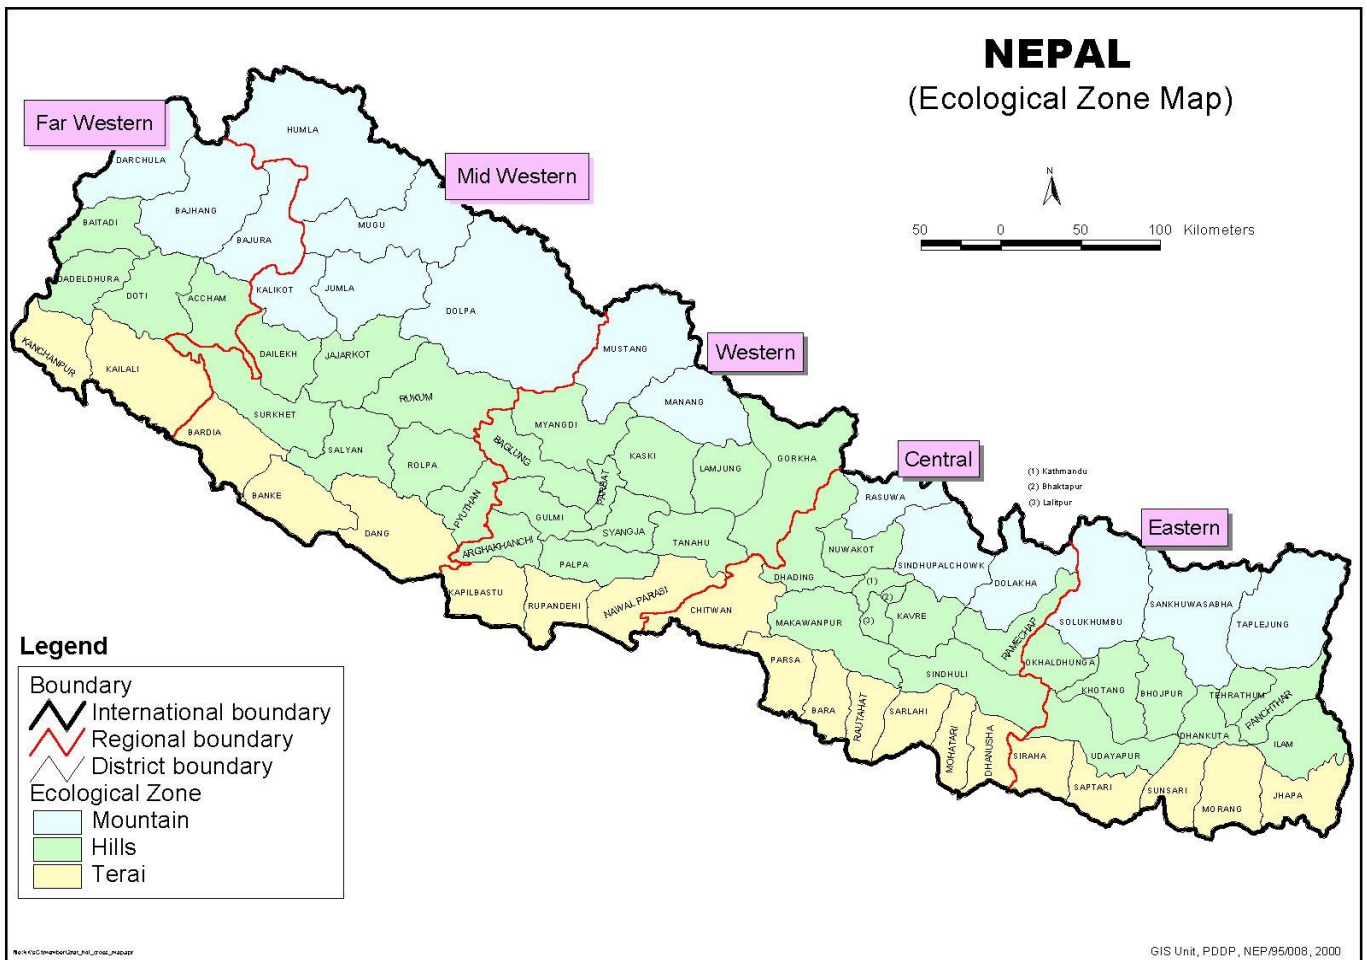 NEPAL
(Ecological Zone Map)
Far Western
HUMLA
DARCHULA
Mid Western
N
BAJHANG
BAITADI
MUGU
BAJURA
50 0 50 100 Kilometers
DADELDHURA
DOTI
ACCHAM
KALIKOT
JUMLA
DOLPA
KANCHANPUR
KAILALI
DAILEKH
JAJARKOT
MUSTANG
Western
RUKUM
MANANG
SURKHET
BARDIA
MYANGDI
SALYAN
BAGLUNG
ROLPA
KASKI
LAMJUNG
GORKHA
Central
(1) Kathmandu
(2) Bhaktapur
(3) Lalitpur
PARBAT
RASUWA
BANKE
PYUTHAN
GULMI
DANG
SYANGJA
TANAHU
Eastern
ARGHAKHANCHI
NUWAKOT
SINDHUPALCHOWK
PALPA
DHADING
(1)
DOLAKHA
KAPILBASTU
RUPANDEHI
NAWAL PARASI
CHITWAN
(2)
SANKHUWASABHA
MAKAWANPUR
(3)
KAVRE
RAMECHAP
SOLUKHUMBU
TAPLEJUNG
PARSA
SINDHULI
OKHALDHUNGA
KHOTANG
BHOJPUR
TEHRATHUM
PANCHTHAR
BARA
RAUTAHAT
SARLAHI
MOHATARI
DHANUSHA
DHANKUTA
ILAM
SIRAHA
UDAYAPUR
SAPTARI
SUNSARI
MORANG
JHAPA
Legend
Boundary
International boundary
Regional boundary
District boundary
Ecological Zone
Mountain
Hills
Terai
GIS Unit, PDDP, NEP/95/008, 2000